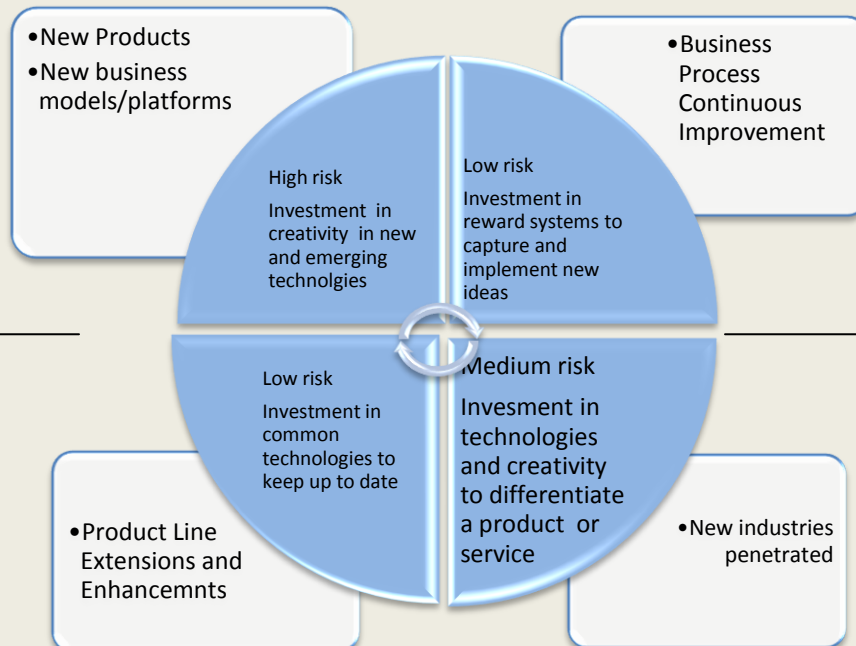 •New Products
•New business
models/platforms
•Business
Process
Continuous
Improvement
High risk
Investment in
creativity in new
and emerging
technolgies
Low risk
Investment in
reward systems to
capture and
implement new
ideas
Low risk
Investment in
common
technologies to
keep up to date
Medium risk
Invesment in
technologies
and creativity
to differentiate
a product or
service
•Product Line
Extensions and
Enhancemnts
•New industries
penetrated